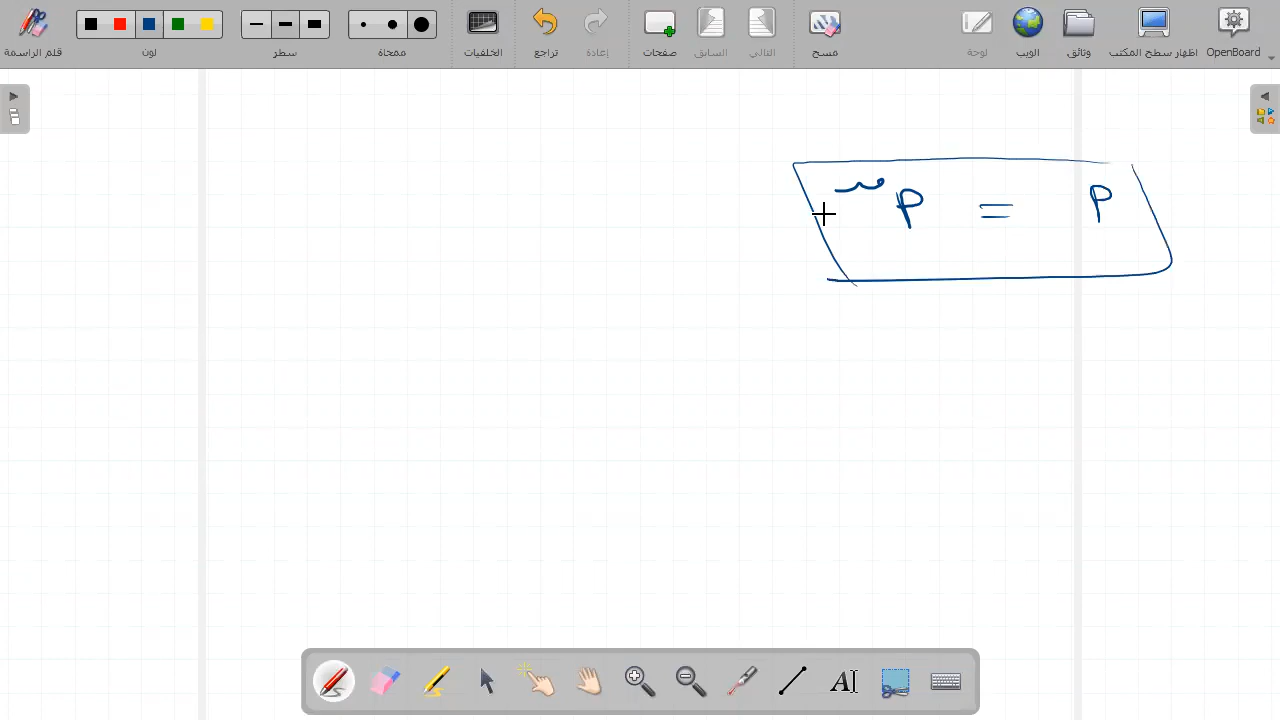 OpenBoard اظهار سطح المكتب وثائق الويب لوحة مسح التالي السابق صفحات إعادة تراجع الخلفيات ممحاة سطر لون قلم الراسمة
P = P
AI